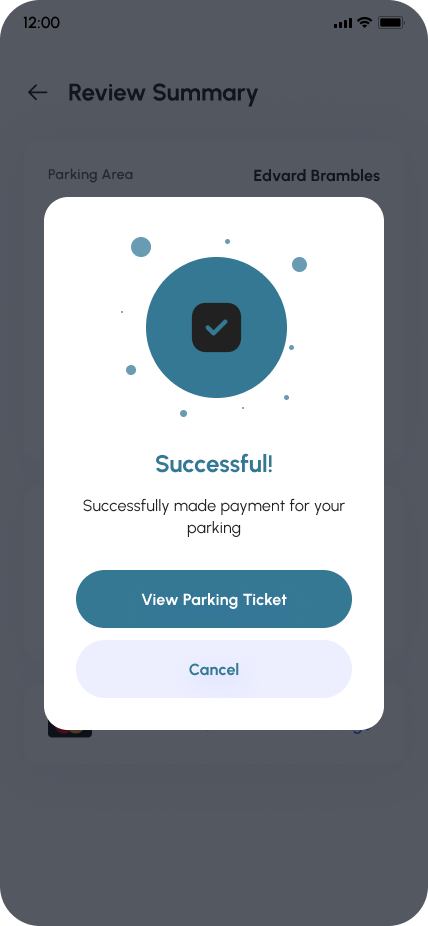 12:00
Review Summary
Parking Area Edvard Brambles
Successful!
Successfully made payment for your
parking
View Parking Ticket
Cancel